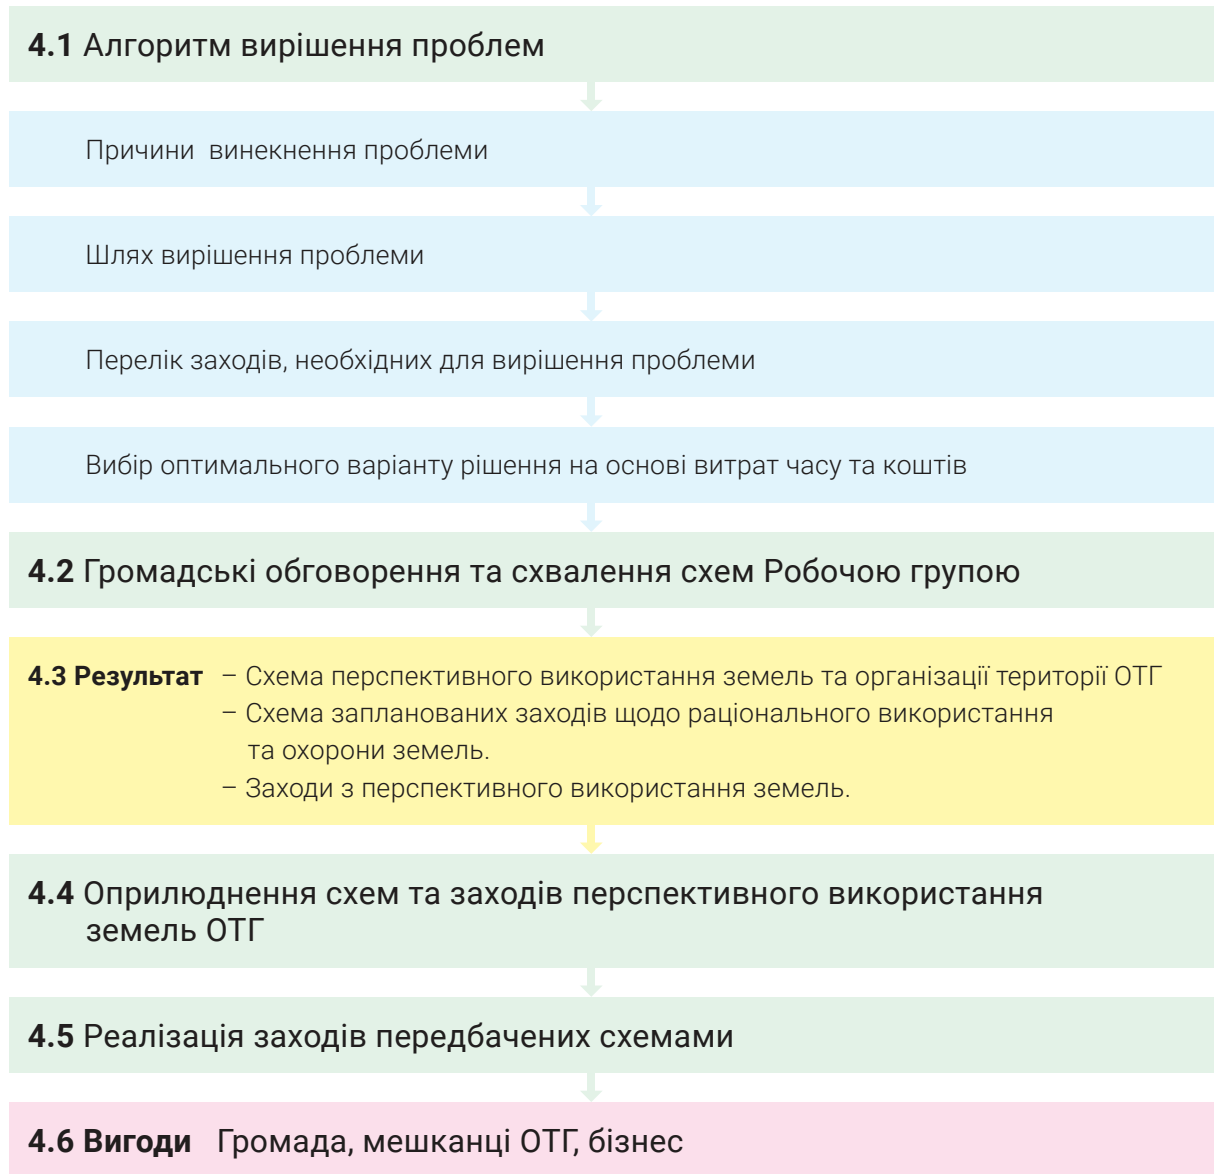 4.1 Алгоритм вирішення проблем
Причини винекнення проблеми
Шлях вирішення проблеми
Перелік заходів, необхідних для вирішення проблеми
Вибір оптимального варіанту рішення на основі витрат часу та коштів
4.2 Громадські обговорення та схвалення схем Робочою групою
4.3 Результат – Схема перспективного використання земель та організації території ОТГ
– Схема запланованих заходів щодо раціонального використання
та охорони земель.
– Заходи з перспективного використання земель.
4.4 Оприлюднення схем та заходів перспективного використання
земель ОТГ
4.5 Реалізація заходів передбачених схемами
4.6 Вигоди Громада, мешканці ОТГ, бізнес